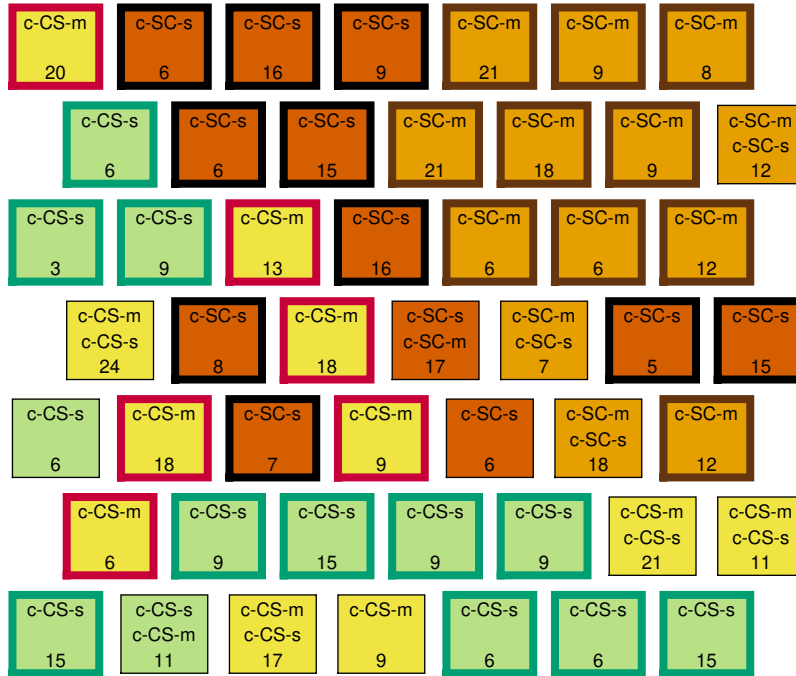 c-CS-m c-SC-s c-SC-s c-SC-s c-SC-m c-SC-m c-SC-m
20 6 16 9 21 9 8
c-CS-s c-SC-s c-SC-s c-SC-m c-SC-m c-SC-m c-SC-m
c-SC-s
6 6 15 21 18 9 12
c-CS-s c-CS-s c-CS-m c-SC-s c-SC-m c-SC-m c-SC-m
3 9 13 16 6 6 12
c-CS-m c-SC-s c-CS-m c-SC-s c-SC-m c-SC-s c-SC-s
c-CS-s c-SC-m c-SC-s
24 8 18 17 7 5 15
c-CS-s c-CS-m c-SC-s c-CS-m c-SC-s c-SC-m c-SC-m
c-SC-s
6 18 7 9 6 18 12
c-CS-m c-CS-s c-CS-s c-CS-s c-CS-s c-CS-m c-CS-m
c-CS-s c-CS-s
6 9 15 9 9 21 11
c-CS-s c-CS-s c-CS-m c-CS-m c-CS-s c-CS-s c-CS-s
c-CS-m c-CS-s
15 11 17 9 6 6 15